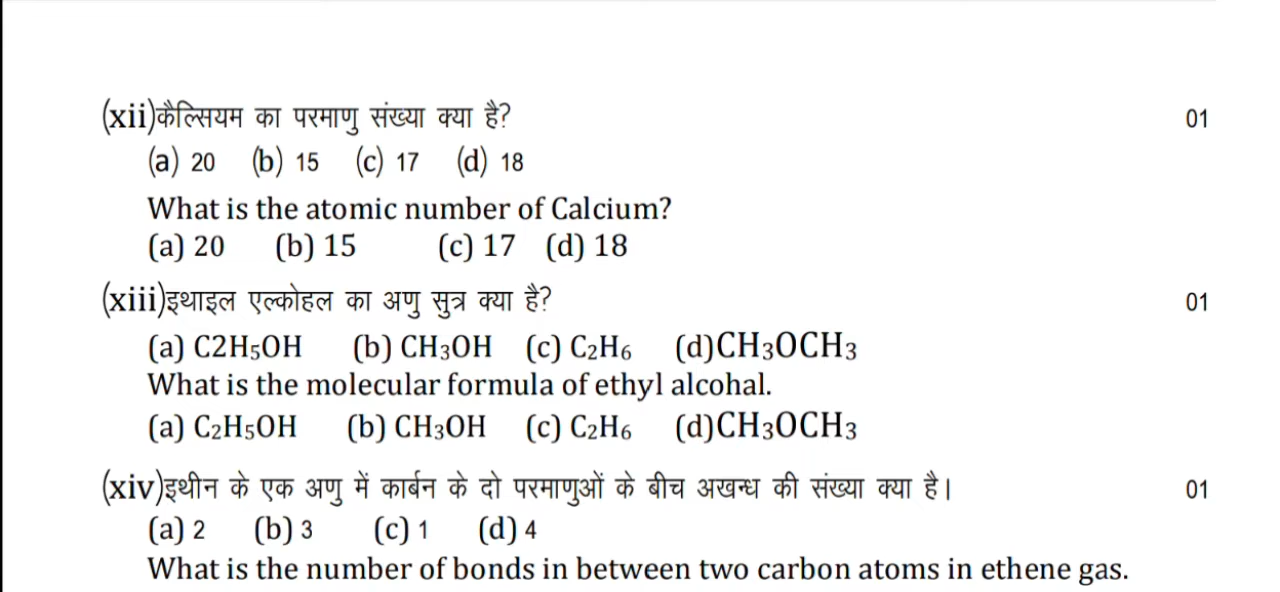 (xii)कैल्सियम का परमाणु संख्या क्या है? 01
(a) 20 (b) 15 (c) 17 (d) 18
What is the atomic number of Calcium?
(a) 20 (b) 15 (c) 17 (d) 18
(xiii)इथाइल एल्कोहल का अणु सुत्र क्या है? 01
(a) C2H₅OH (b) CH₃OH (c) C₂H₆ (d)CH₃OCH₃
What is the molecular formula of ethyl alcohal.
(a) C₂H₅OH (b) CH₃OH (c) C₂H₆ (d)CH₃OCH₃
(xiv)इथीन के एक अणु में कार्बन के दो परमाणुओं के बीच अखन्ध की संख्या क्या है। 01
(a) 2 (b) 3 (c) 1 (d) 4
What is the number of bonds in between two carbon atoms in ethene gas.